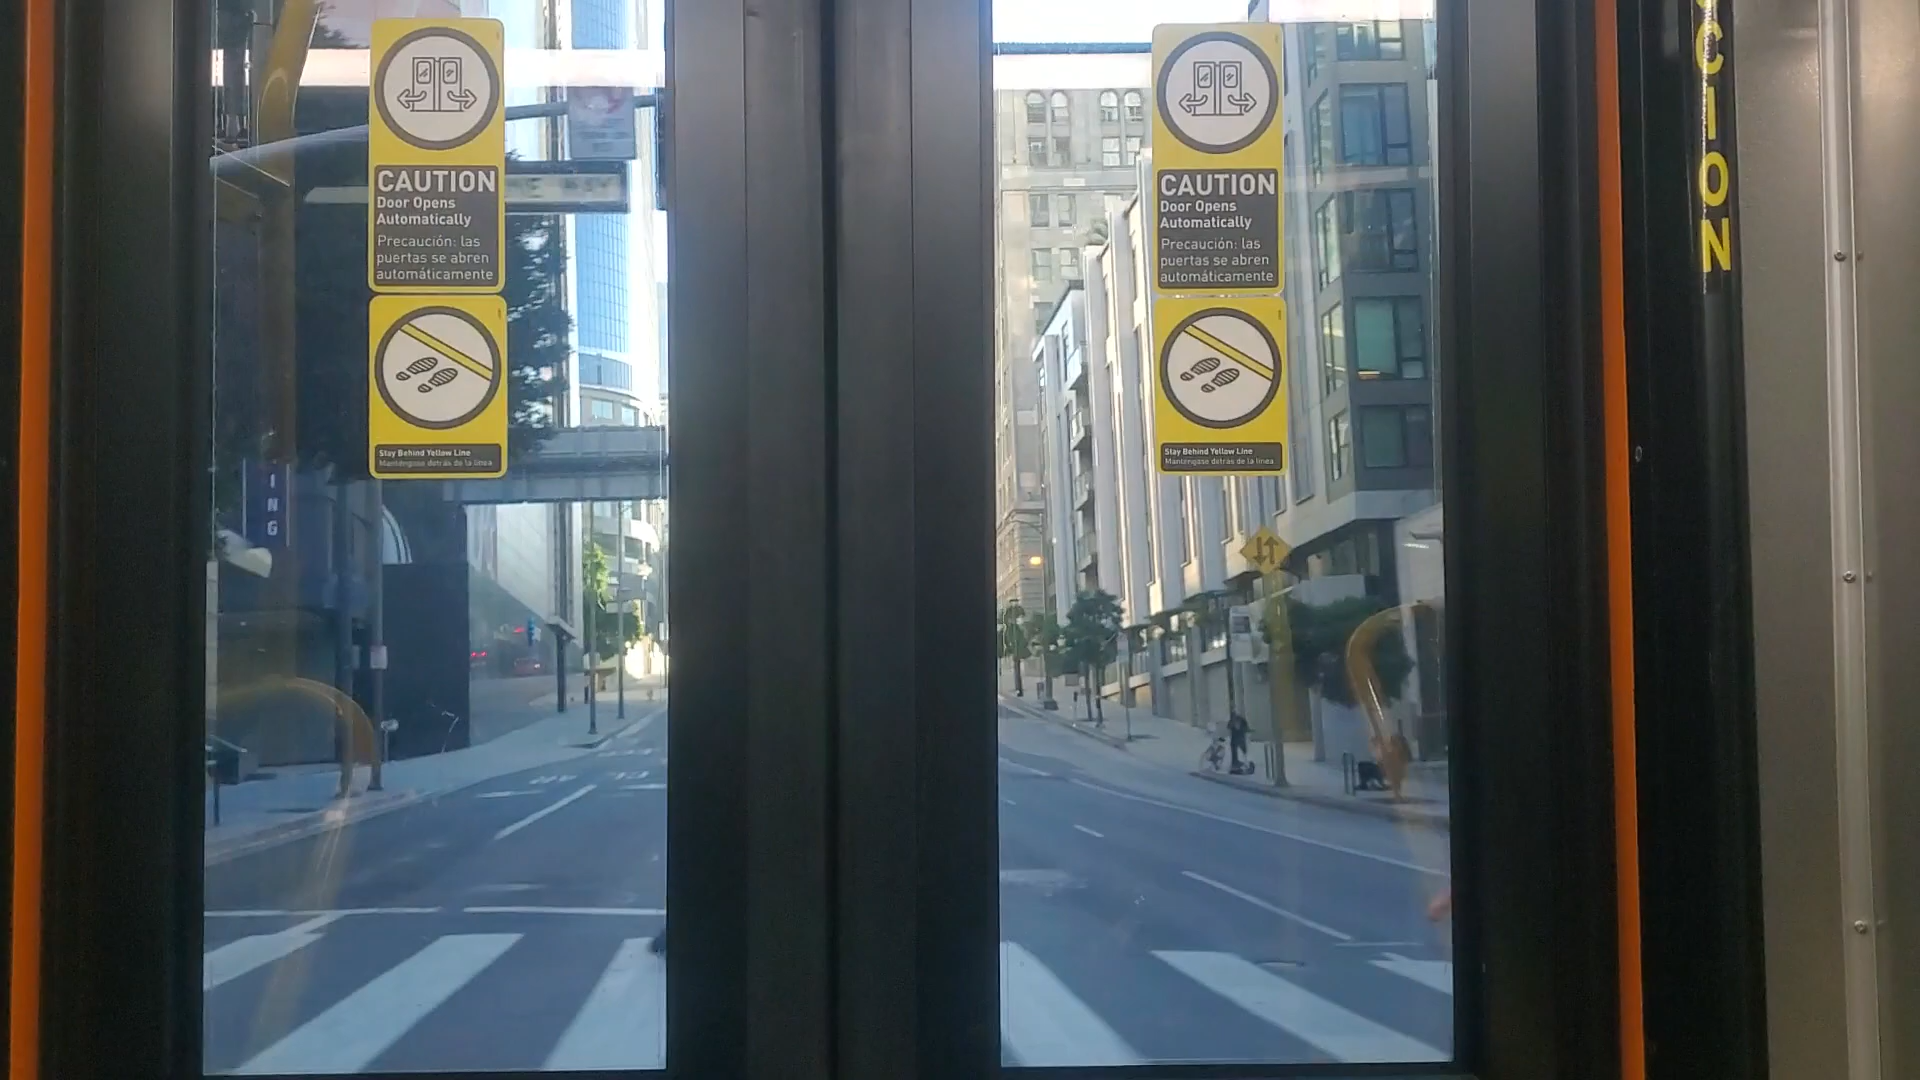 CAUTION
Door Opens
Automatically
Precaución: las
puertas se abren
automáticamente
Stay Behind Yellow Line
Manténgase detrás de la línea
CAUTION
Door Opens
Automatically
Precaución: las
puertas se abren
automáticamente
Stay Behind Yellow Line
Manténgase detrás de la línea
CION
ING